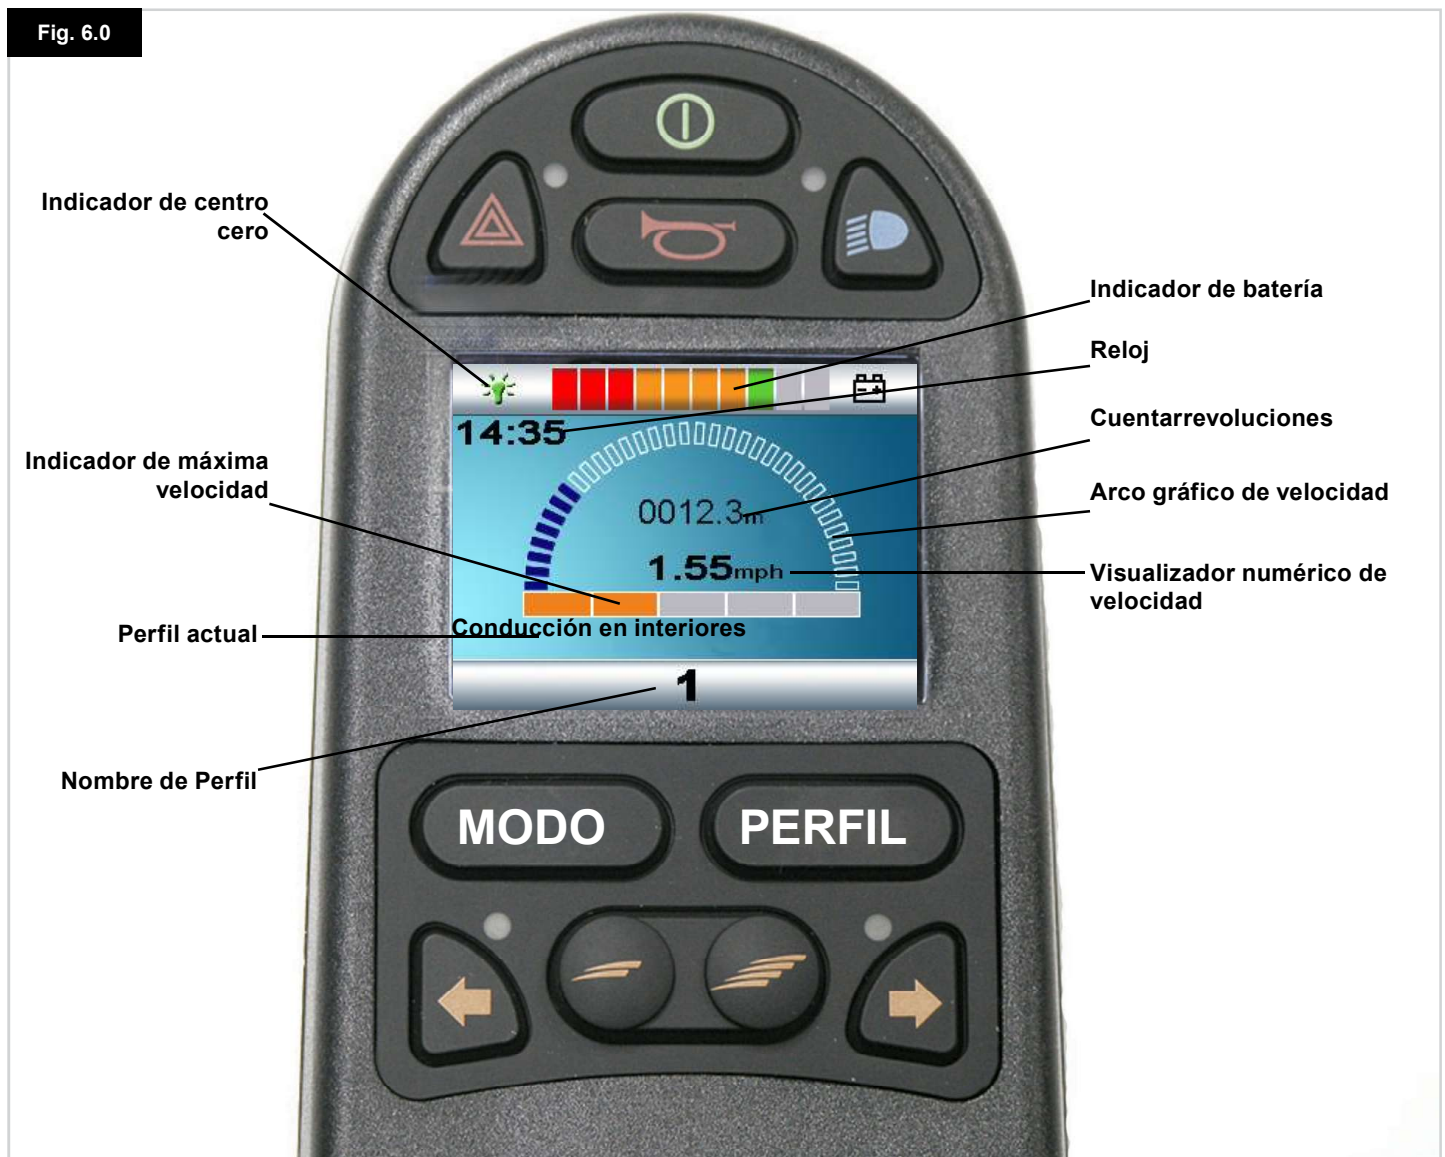 Fig. 6.0
Indicador de centro
cero
Indicador de batería
Reloj
14:35
Cuentarrevoluciones
Indicador de máxima
velocidad
Arco gráfico de velocidad
0012.3m
1.55mph
Visualizador numérico de
velocidad
Perfil actual
Conducción en interiores
1
Nombre de Perfil
MODO
PERFIL